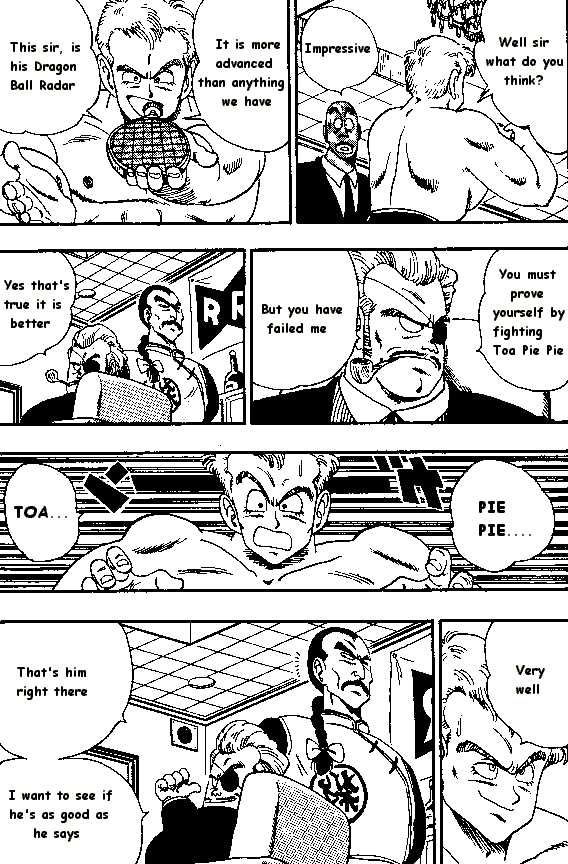 This sir, is
his Dragon
Ball Radar
It is more
advanced
than anything
we have
Impressive
Well sir
what do you
think?
Yes that's
true it is
better
R R
But you have
failed me
You must
prove
yourself by
fighting
Toa Pie Pie
TOA...
PIE
PIE....
That's him
right there
I want to see if
he's as good as
he says
Very
well